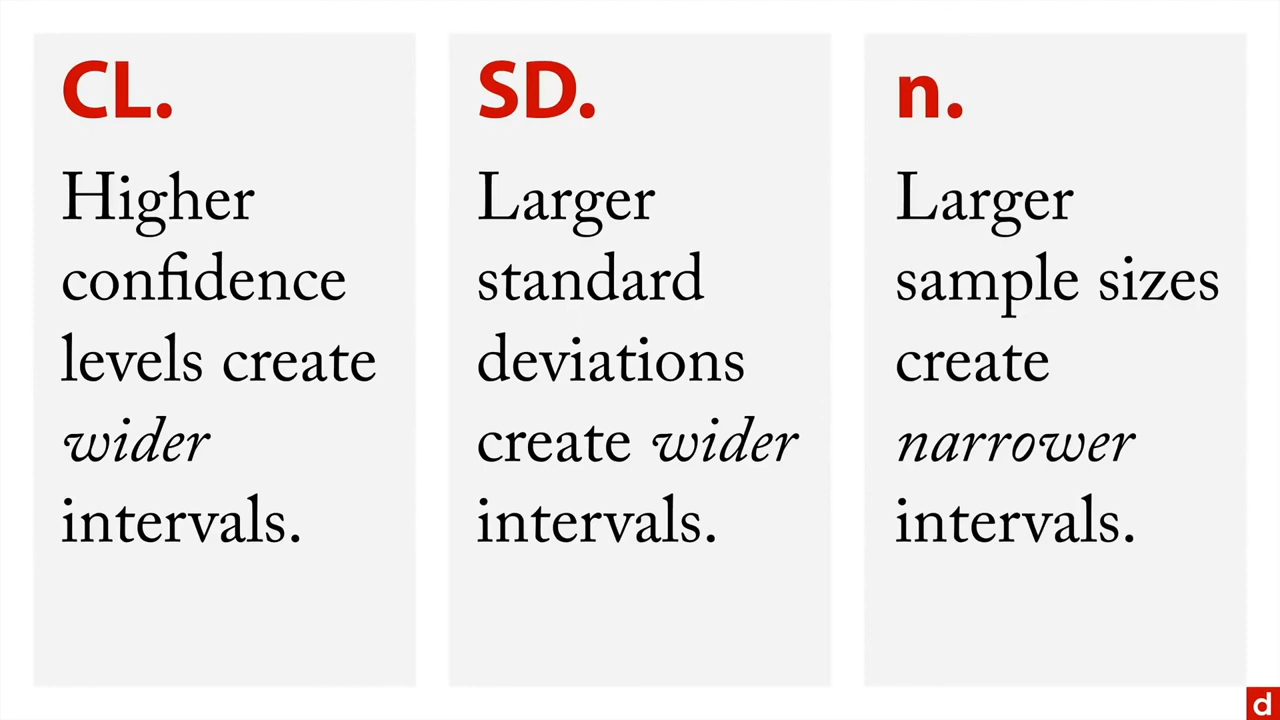 CL.
Higher
confidence
levels create
wider
intervals.
SD.
Larger
standard
deviations
create wider
intervals.
n.
Larger
sample sizes
create
narrower
intervals.
d